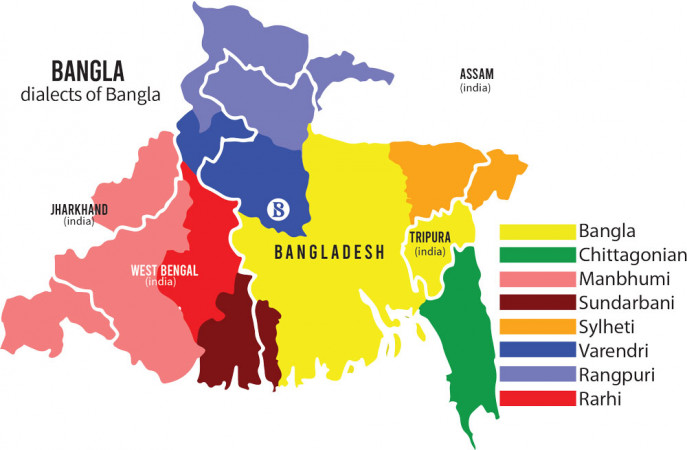 BANGLA
dialects of Bangla
ASSAM
(india)
JHARKHAND
(india)
WEST BENGAL
(india)
BANGLADESH
TRIPURA
(india)
Bangla
Chittagonian
Manbhumi
Sundarbani
Sylheti
Varendri
Rangpuri
Rarhi